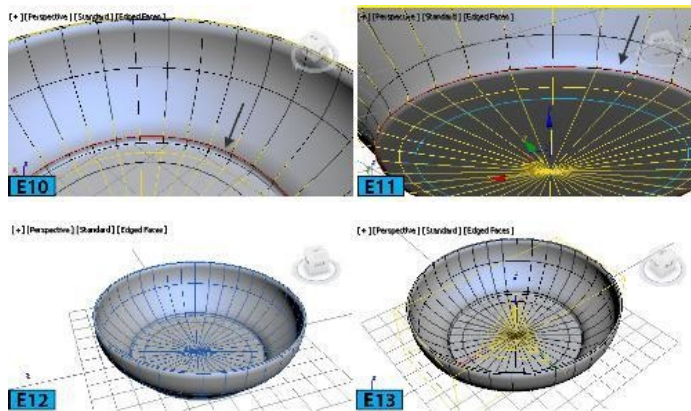 [+] [Perspective] [Standard] [Edged Faces]
E10
[+] [Perspective] [Standard] [Edged Faces]
E11
[+] [Perspective] [Standard] [Edged Faces]
E12
[+] [Perspective] [Standard] [Edged Faces]
E13